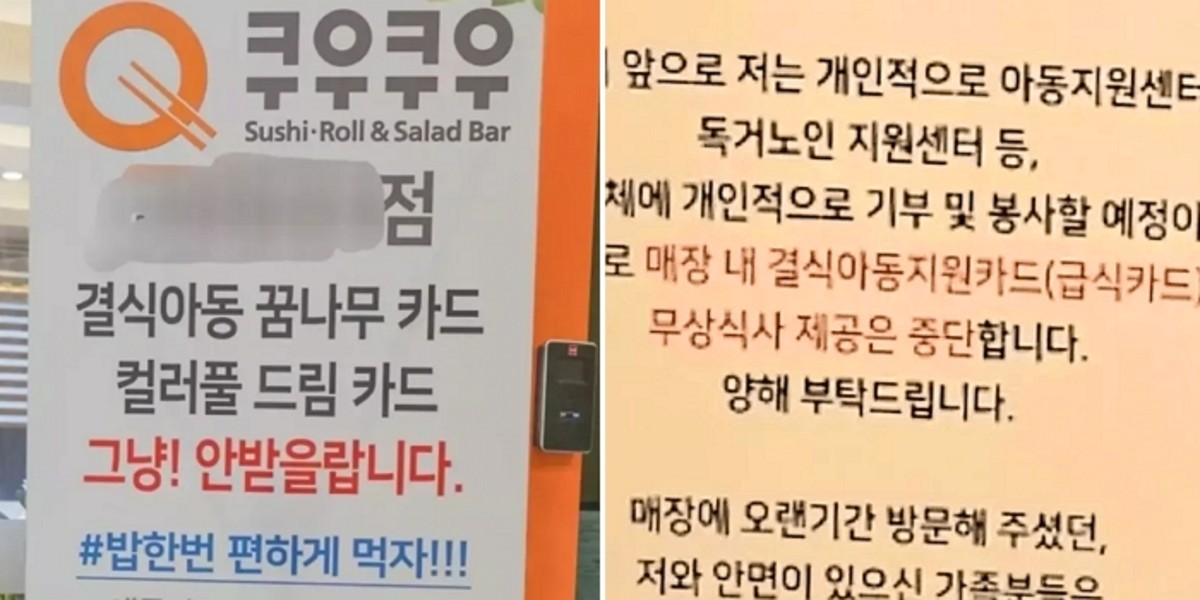 쿠우쿠우
Sushi·Roll & Salad Bar
점
결식아동 꿈나무 카드
컬러풀 드림 카드
그냥! 안받을랍니다.
#밥한번 편하게 먹자!!!
앞으로 저는 개인적으로 아동지원센터
독거노인 지원센터 등,
체에 개인적으로 기부 및 봉사할 예정이
로 매장 내 결식아동지원카드(급식카드)
무상식사 제공은 중단합니다.
양해 부탁드립니다.
매장에 오랜기간 방문해 주셨던,
저와 안면이 있으신 가족분들은